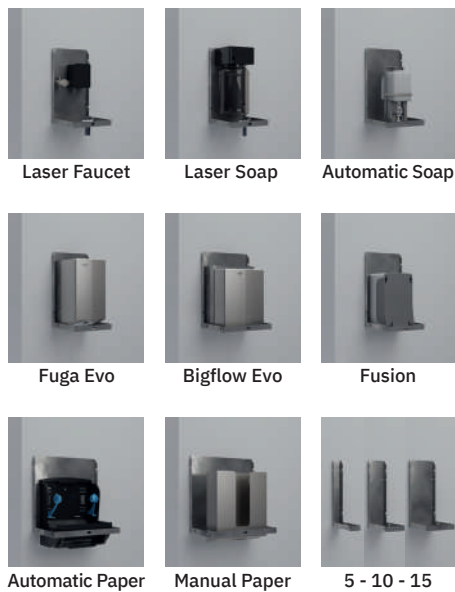 Laser Faucet
Laser Soap
Automatic Soap
Fuga Evo
Bigflow Evo
Fusion
Automatic Paper
Manual Paper
5 - 10 - 15